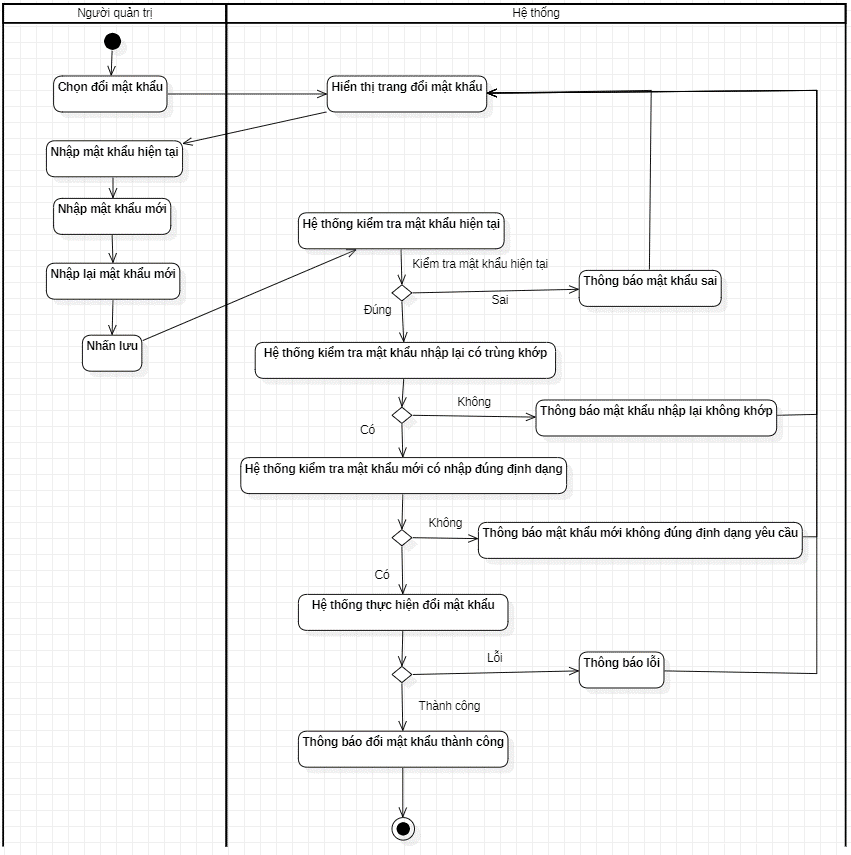 Người quản trị
Hệ thống
Chọn đổi mật khẩu
Hiển thị trang đổi mật khẩu
Nhập mật khẩu hiện tại
Nhập mật khẩu mới
Hệ thống kiểm tra mật khẩu hiện tại
Nhập lại mật khẩu mới
Kiểm tra mật khẩu hiện tại
Thông báo mật khẩu sai
Sai
Đúng
Nhấn lưu
Hệ thống kiểm tra mật khẩu nhập lại có trùng khớp
Không
Thông báo mật khẩu nhập lại không khớp
Có
Hệ thống kiểm tra mật khẩu mới có nhập đúng định dạng
Không
Thông báo mật khẩu mới không đúng định dạng yêu cầu
Có
Hệ thống thực hiện đổi mật khẩu
Lỗi
Thông báo lỗi
Thành công
Thông báo đổi mật khẩu thành công